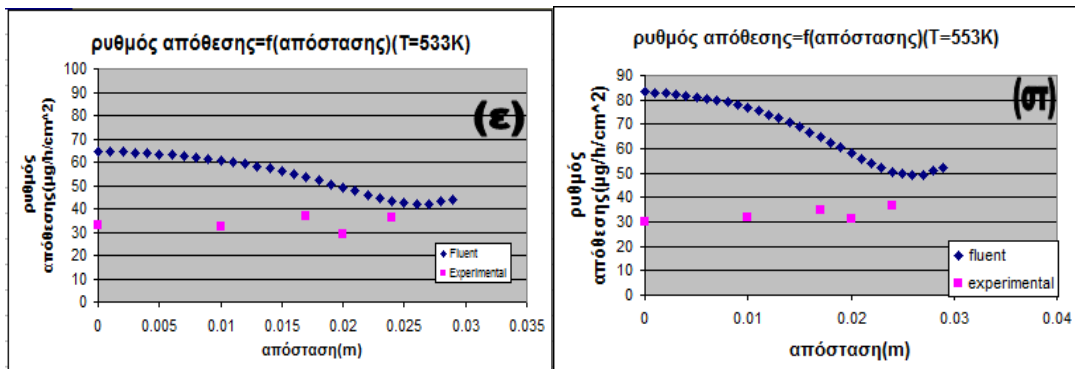 ρυθμός απόθεσης=f(απόστασης)(T=533K)
(ε)
ρυθμός
απόθεσης(μg/h/cm^2)
100
90
80
70
60
50
40
30
20
10
0
Fluent
Experimental
0 0.005 0.01 0.015 0.02 0.025 0.03 0.035
απόσταση(m)
ρυθμός απόθεσης=f(απόστασης)(T=553K)
(στ)
ρυθμός
απόθεσης(μg/h/cm^2)
90
80
70
60
50
40
30
20
10
0
fluent
experimental
0 0.01 0.02 0.03 0.04
απόσταση(m)